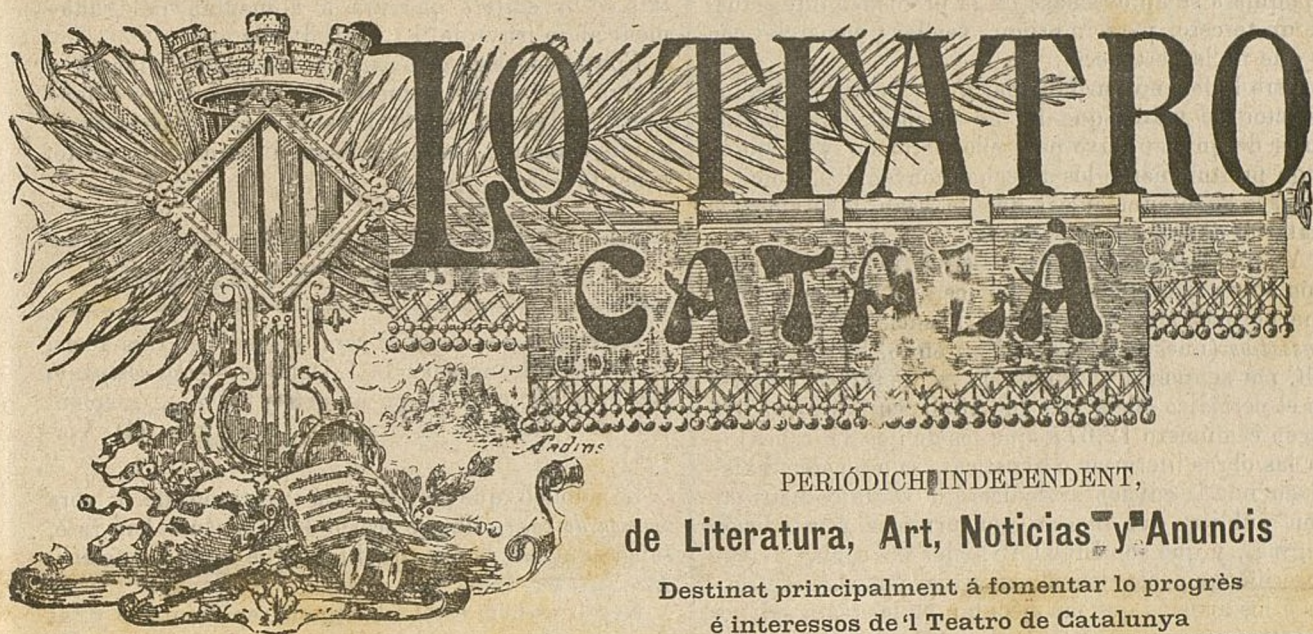 LO TEATRO
CATALÀ
Andins
PERIÓDICH INDEPENDENT,
de Literatura, Art, Noticias y Anuncis
Destinat principalment á fomentar lo progrès
é interessos de 'l Teatro de Catalunya